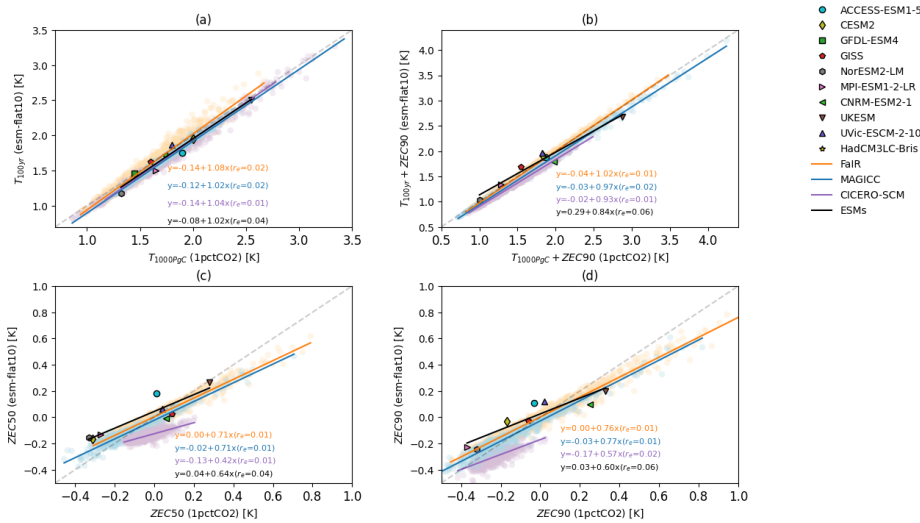 (a)
3.5
3.0
2.5
2.0
1.5
1.0
T100yr (esm-flat10) [K]
y=-0.14+1.08x(re=0.02)
y=-0.12+1.02x(re=0.02)
y=-0.14+1.04x(re=0.01)
y=-0.08+1.02x(re=0.04)
1.0 1.5 2.0 2.5 3.0 3.5
T1000PgC (1pctCO2) [K]
(b)
4.0
3.5
3.0
2.5
2.0
1.5
1.0
0.5
T100yr + ZEC90 (esm-flat10) [K]
y=-0.04+1.02x(re=0.01)
y=-0.03+0.97x(re=0.02)
y=-0.02+0.93x(re=0.01)
y=0.29+0.84x(re=0.06)
0.5 1.0 1.5 2.0 2.5 3.0 3.5 4.0
T1000PgC + ZEC90 (1pctCO2) [K]
ACCESS-ESM1-5
CESM2
GFDL-ESM4
GISS
NorESM2-LM
MPI-ESM1-2-LR
CNRM-ESM2-1
UKESM
UVic-ESCM-2-10
HadCM3LC-Bris
FaIR
MAGICC
CICERO-SCM
ESMs
(c)
1.0
0.8
0.6
0.4
0.2
0.0
−0.2
−0.4
ZEC50 (esm-flat10) [K]
y=0.00+0.71x(re=0.01)
y=-0.02+0.71x(re=0.01)
y=-0.13+0.42x(re=0.01)
y=0.04+0.64x(re=0.04)
−0.4 −0.2 0.0 0.2 0.4 0.6 0.8 1.0
ZEC50 (1pctCO2) [K]
(d)
1.0
0.8
0.6
0.4
0.2
0.0
−0.2
−0.4
ZEC90 (esm-flat10) [K]
y=0.00+0.76x(re=0.01)
y=-0.03+0.77x(re=0.01)
y=-0.17+0.57x(re=0.02)
y=0.03+0.60x(re=0.06)
−0.4 −0.2 0.0 0.2 0.4 0.6 0.8 1.0
ZEC90 (1pctCO2) [K]